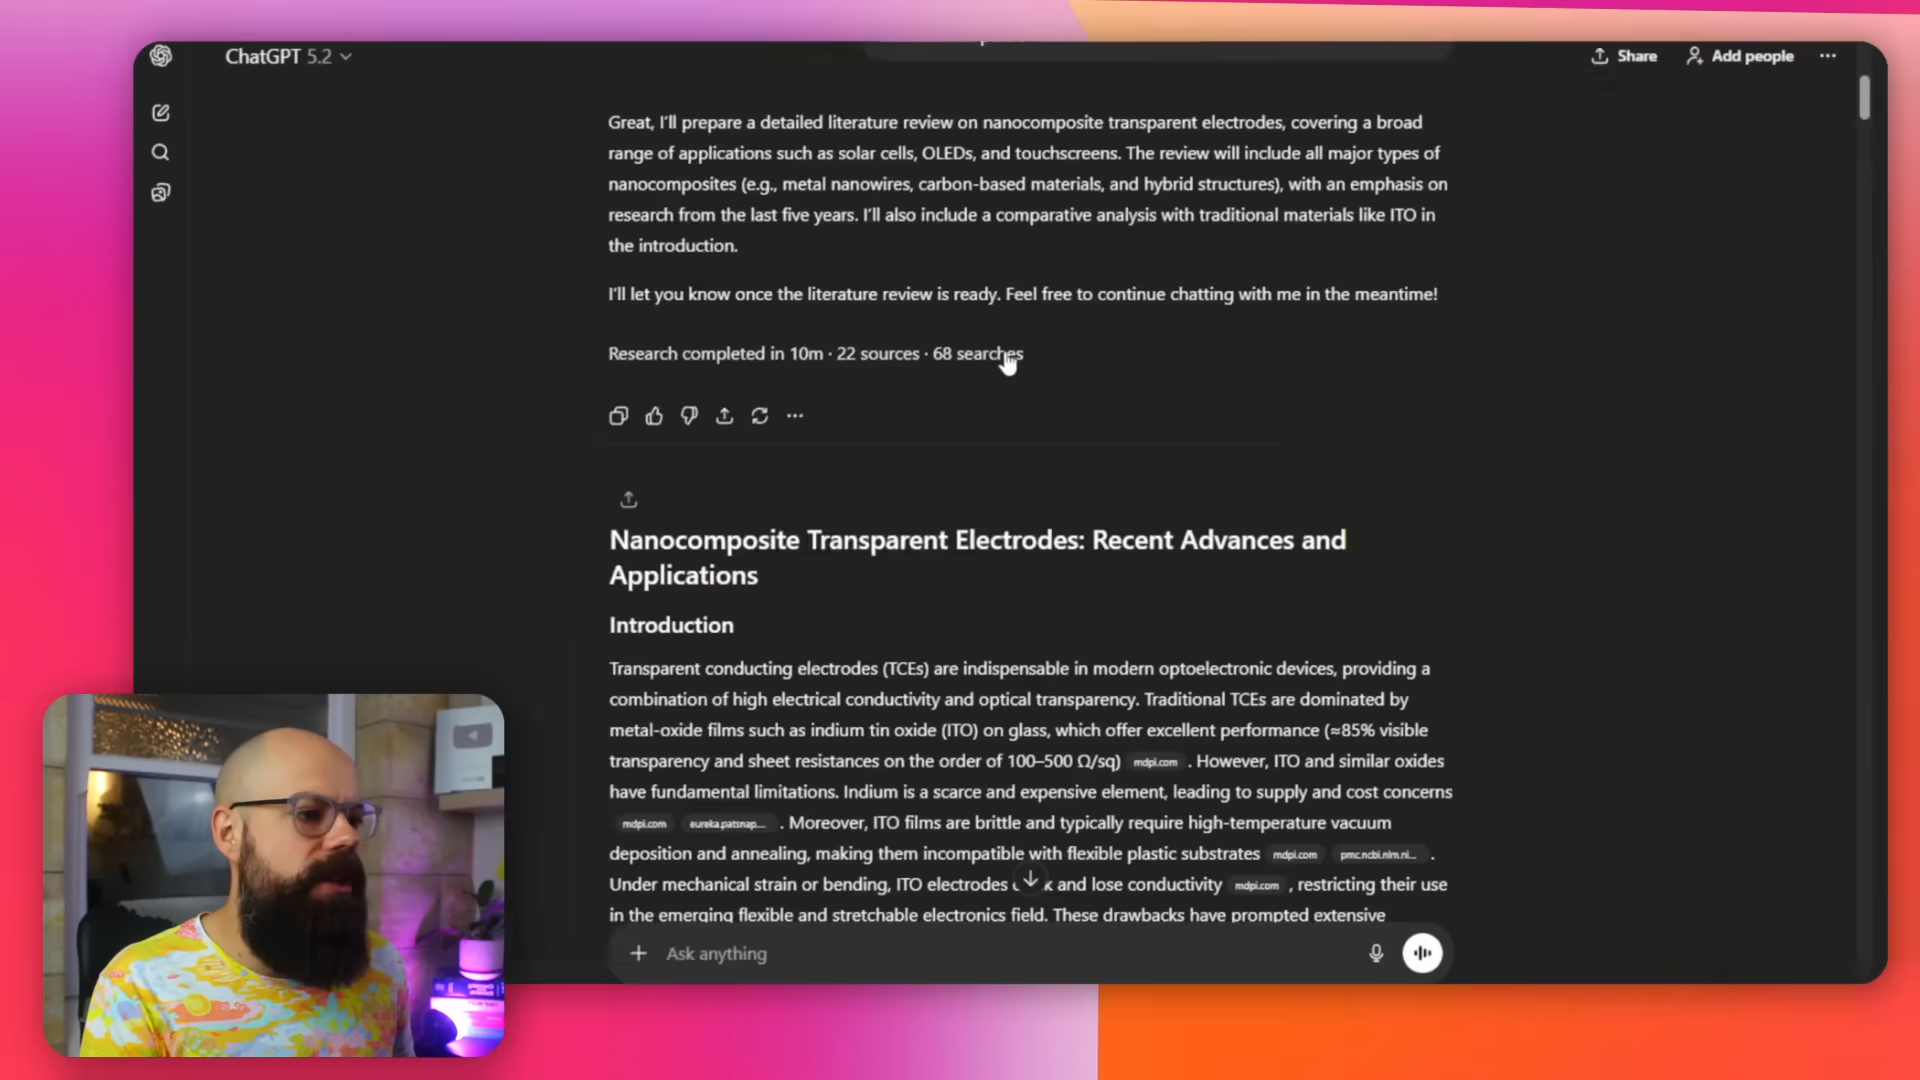 ChatGPT 5.2
Share
Add people
Great, I'll prepare a detailed literature review on nanocomposite transparent electrodes, covering a broad
range of applications such as solar cells, OLEDs, and touchscreens. The review will include all major types of
nanocomposites (e.g., metal nanowires, carbon-based materials, and hybrid structures), with an emphasis on
research from the last five years. I'll also include a comparative analysis with traditional materials like ITO in
the introduction.
I'll let you know once the literature review is ready. Feel free to continue chatting with me in the meantime!
Research completed in 10m · 22 sources · 68 searches
Nanocomposite Transparent Electrodes: Recent Advances and
Applications
Introduction
Transparent conducting electrodes (TCEs) are indispensable in modern optoelectronic devices, providing a
combination of high electrical conductivity and optical transparency. Traditional TCEs are dominated by
metal-oxide films such as indium tin oxide (ITO) on glass, which offer excellent performance (≈85% visible
transparency and sheet resistances on the order of 100–500 Ω/sq) mdpi.com . However, ITO and similar oxides
have fundamental limitations. Indium is a scarce and expensive element, leading to supply and cost concerns
mdpi.com eureka.patsnap... . Moreover, ITO films are brittle and typically require high-temperature vacuum
deposition and annealing, making them incompatible with flexible plastic substrates mdpi.com pmc.ncbi.nlm.ni... .
Under mechanical strain or bending, ITO electrodes and lose conductivity mdpi.com , restricting their use
in the emerging flexible and stretchable electronics field. These drawbacks have prompted extensive
Ask anything